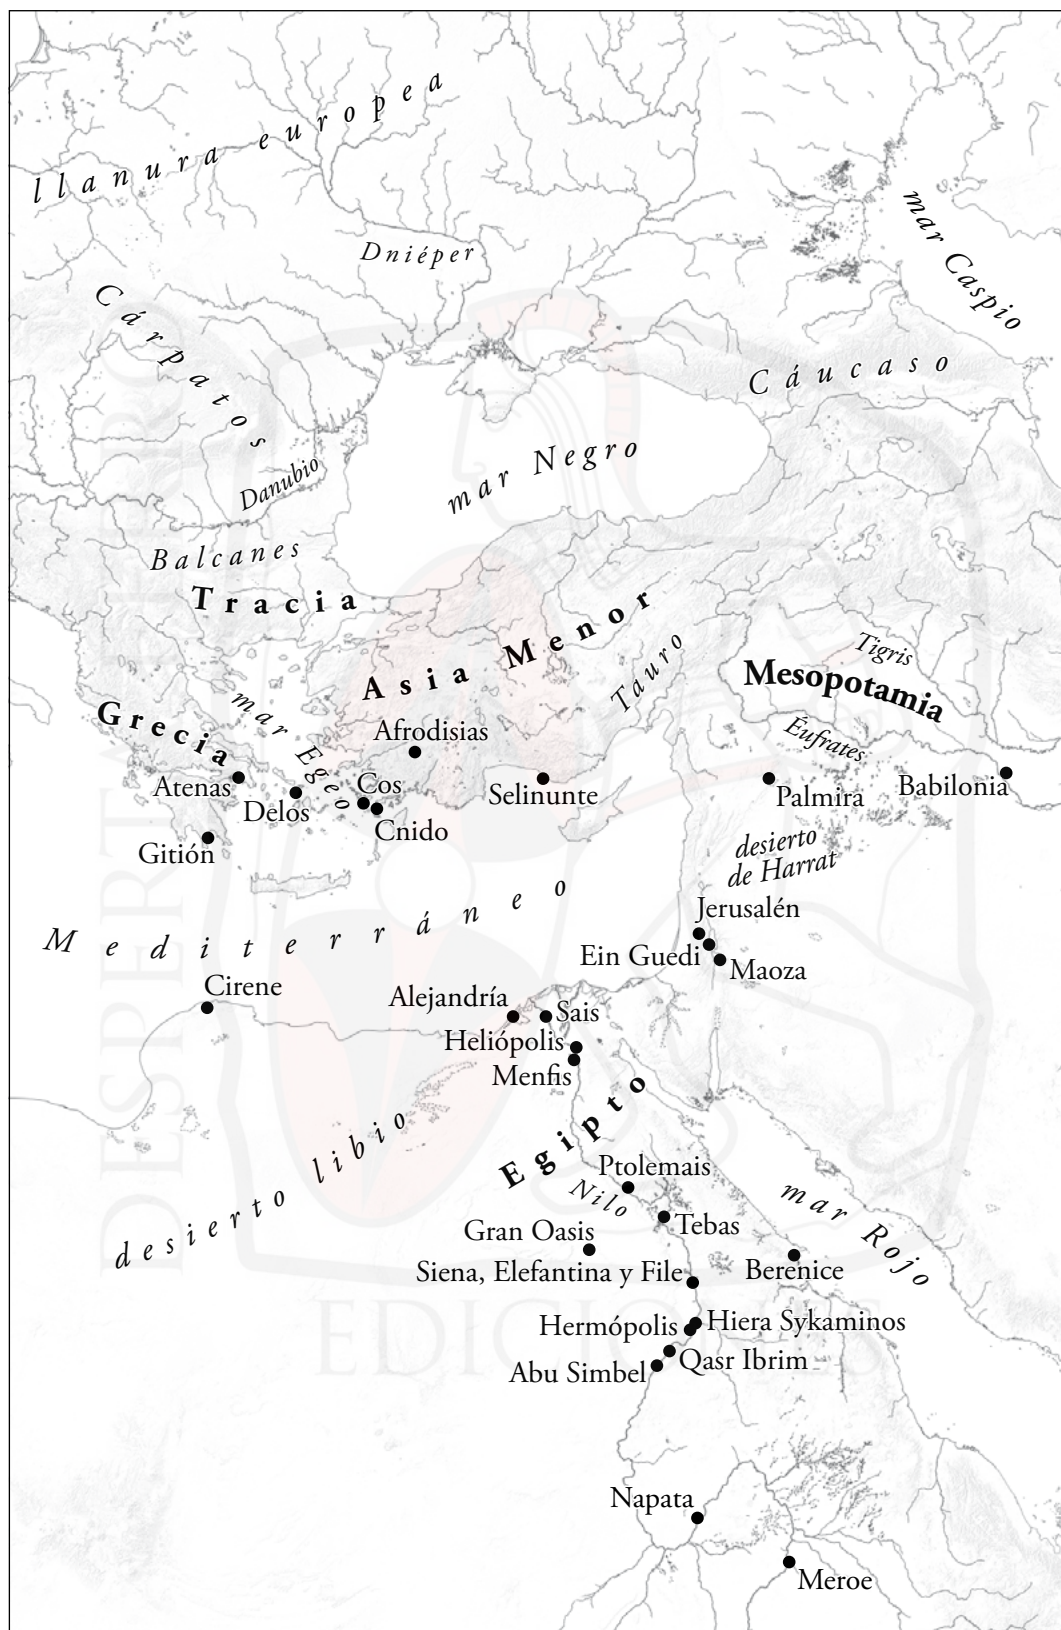 llanura europea
Dniéper
mar Caspio
Cárpatos
Cáucaso
mar Negro
Danubio
Balcanes
Tracia
Asia Menor
Tauro
Tigris
Mesopotamia
Éufrates
Grecia
mar Egeo
Afrodisias
Atenas
Delos
Cos
Cnido
Selinunte
Palmira
Babilonia
Gitión
desierto
de Harrat
Mediterráneo
Jerusalén
Ein Guedi
Maoza
Cirene
Alejandría
Sais
Heliópolis
Menfis
Egipto
desierto libio
Ptolemais
Nilo
Tebas
mar Rojo
Gran Oasis
Siena, Elefantina y File
Berenice
Hermópolis
Hiera Sykaminos
Qasr Ibrim
Abu Simbel
Napata
Meroe
DESPERTA FERRO
EDICIONES